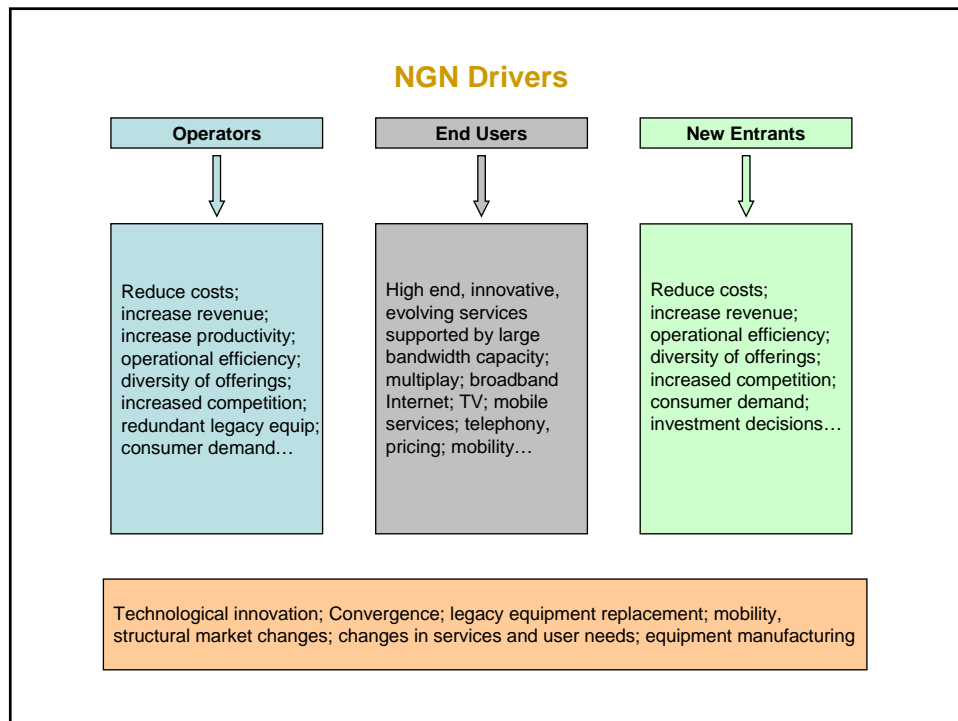 NGN Drivers
Operators
End Users
New Entrants
Reduce costs;
increase revenue;
increase productivity;
operational efficiency;
diversity of offerings;
increased competition;
redundant legacy equip;
consumer demand…
High end, innovative,
evolving services
supported by large
bandwidth capacity;
multiplay; broadband
Internet; TV; mobile
services; telephony,
pricing; mobility…
Reduce costs;
increase revenue;
operational efficiency;
diversity of offerings;
increased competition;
consumer demand;
investment decisions…
Technological innovation; Convergence; legacy equipment replacement; mobility,
structural market changes; changes in services and user needs; equipment manufacturing